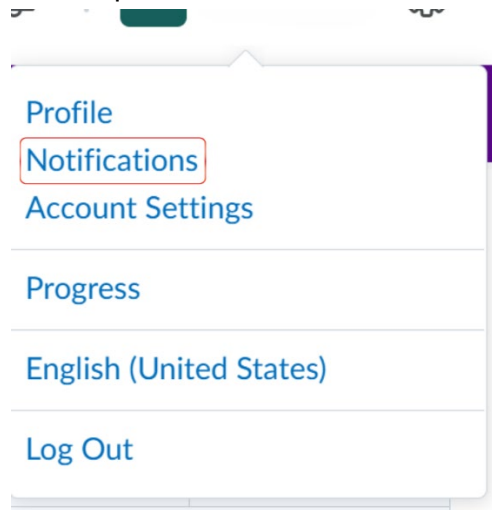 Profile
Notifications
Account Settings
Progress
English (United States)
Log Out